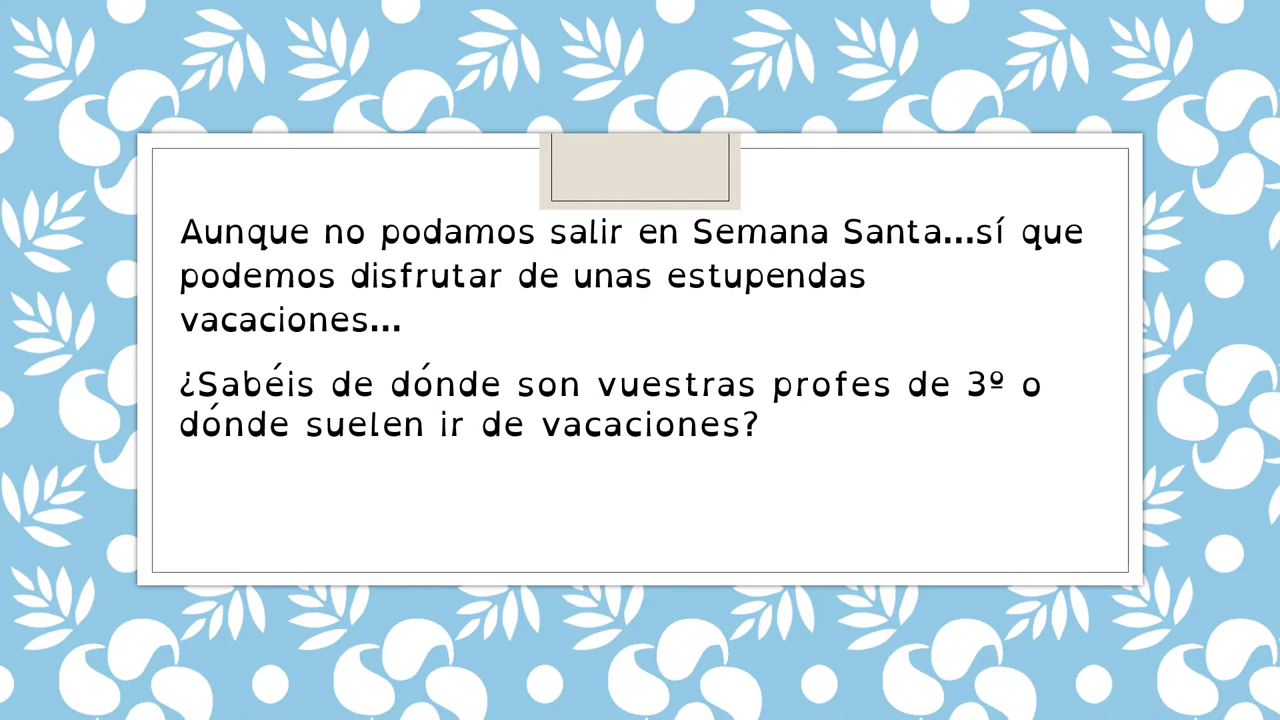 Aunque no podamos salir en Semana Santa...sí que
podemos disfrutar de unas estupendas
vacaciones...
¿Sabéis de dónde son vuestras profes de 3º o
dónde suelen ir de vacaciones?